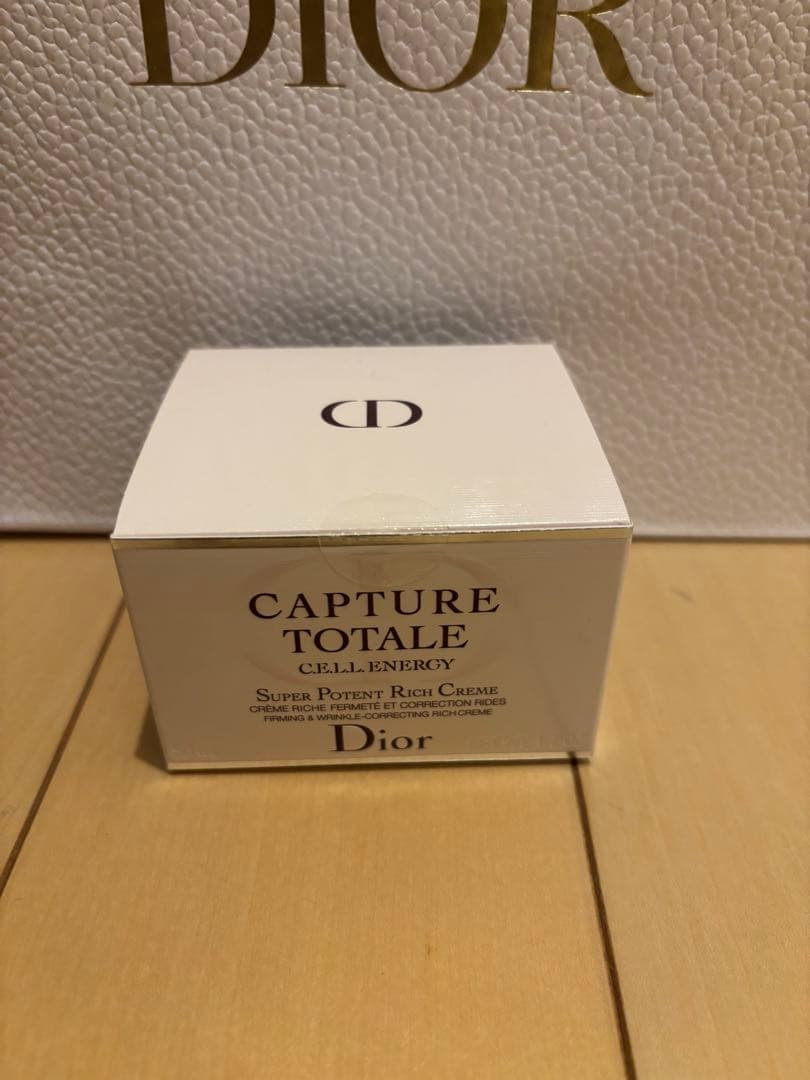 DIOR
CD
CAPTURE
TOTALE
C.E.L.L. ENERGY
SUPER POTENT RICH CREME
CRÈME RICHE FERMETÉ ET CORRECTION RIDES
FIRMING & WRINKLE-CORRECTING RICH CREME
Dior